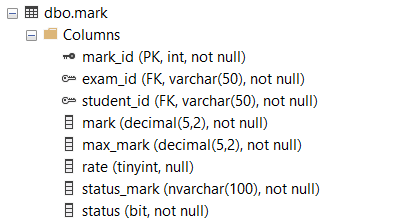 dbo.mark
Columns
mark_id (PK, int, not null)
exam_id (FK, varchar(50), not null)
student_id (FK, varchar(50), not null)
mark (decimal(5,2), not null)
max_mark (decimal(5,2), not null)
rate (tinyint, null)
status_mark (nvarchar(100), not null)
status (bit, not null)